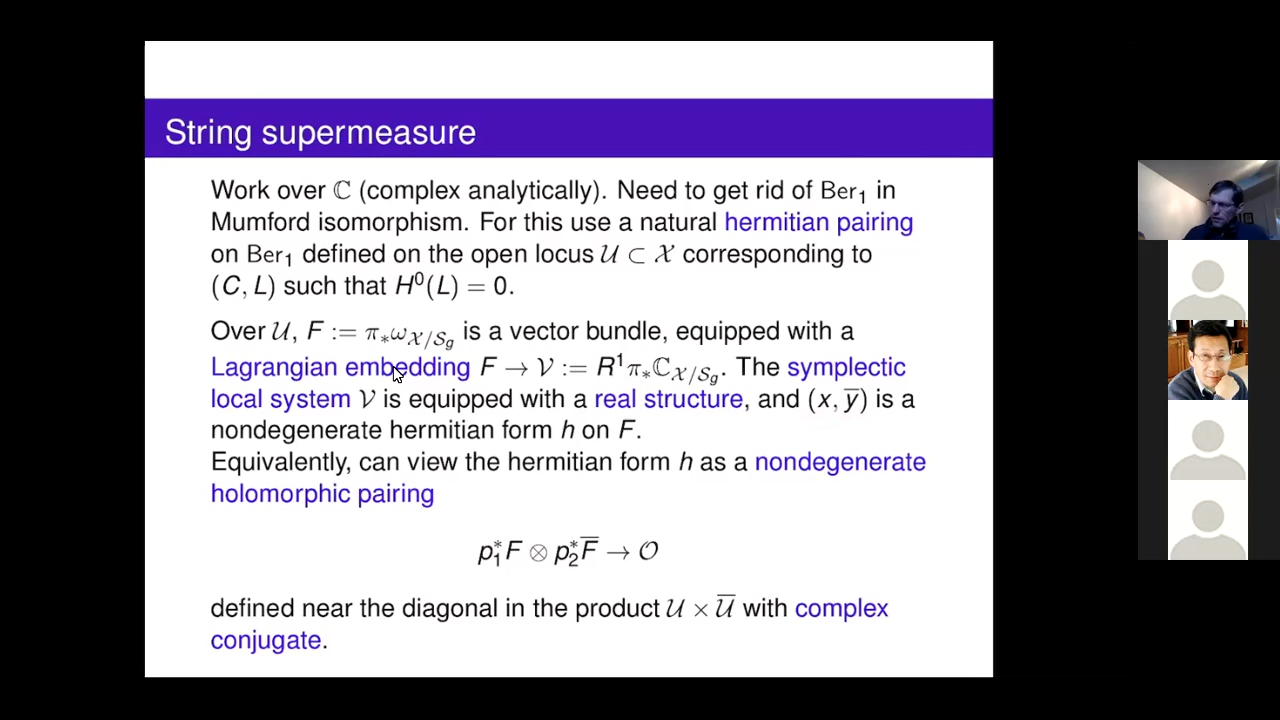 String supermeasure
Work over ℂ (complex analytically). Need to get rid of Ber₁ in
Mumford isomorphism. For this use a natural hermitian pairing
on Ber₁ defined on the open locus 𝒰 ⊂ 𝒳 corresponding to
(C, L) such that H⁰(L) = 0.
Over 𝒰, F := π_*ω_{𝒳/𝒮_g} is a vector bundle, equipped with a
Lagrangian embedding F → 𝒱 := R¹π_*ℂ_{𝒳/𝒮_g}. The symplectic
local system 𝒱 is equipped with a real structure, and (x, y̅) is a
nondegenerate hermitian form h on F.
Equivalently, can view the hermitian form h as a nondegenerate
holomorphic pairing
p₁^*F ⊗ p₂^*F̅ → 𝒪
defined near the diagonal in the product 𝒰 × 𝒰̅ with complex
conjugate.